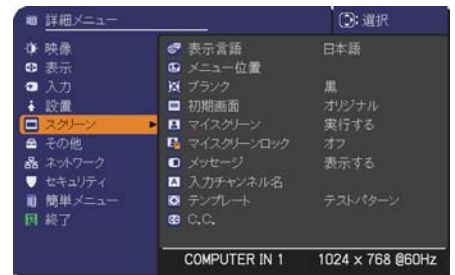 詳細メニュー
:選択
映像
表示
入力
設置
スクリーン
その他
ネットワーク
セキュリティ
簡単メニュー
終了
表示言語 日本語
メニュー位置
ブランク 黒
初期画面 オリジナル
マイスクリーン 実行する
マイスクリーンロック オフ
メッセージ 表示する
入力チャンネル名
テンプレート テストパターン
C.C.
COMPUTER IN 1 1024 x 768 @60Hz